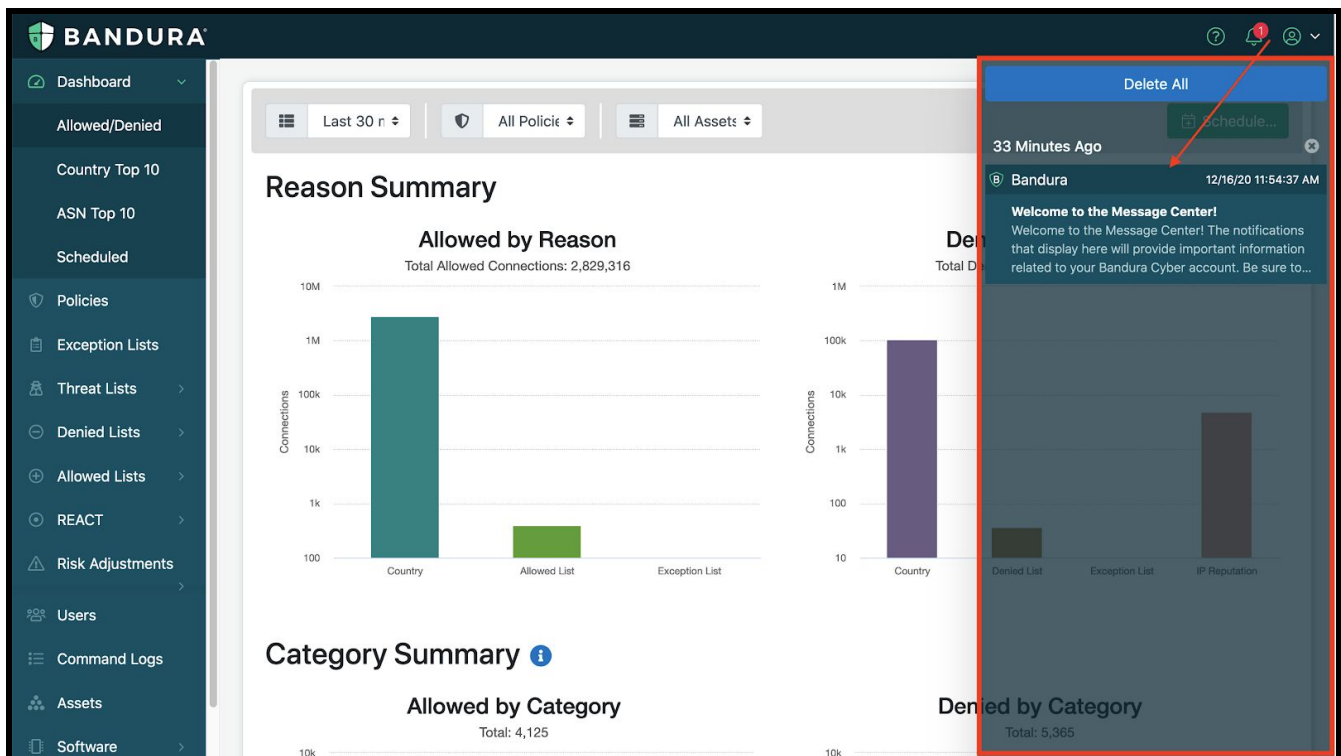 BANDURA
1
Dashboard
Allowed/Denied
Country Top 10
ASN Top 10
Scheduled
Policies
Exception Lists
Threat Lists
Denied Lists
Allowed Lists
REACT
Risk Adjustments
Users
Command Logs
Assets
Software
Last 30 r
All Policie
All Assets
Schedule...
Reason Summary
Allowed by Reason
Total Allowed Connections: 2,829,316
10M
1M
100k
10k
1k
100
Connections
Country
Allowed List
Exception List
Den
Total D
1M
100k
10k
1k
100
10
Connections
Country
Denied List
Exception List
IP Reputation
Category Summary
Allowed by Category
Total: 4,125
10k
Denied by Category
Total: 5,365
10k
Delete All
33 Minutes Ago
Bandura
12/16/20 11:54:37 AM
Welcome to the Message Center!
Welcome to the Message Center! The notifications
that display here will provide important information
related to your Bandura Cyber account. Be sure to...